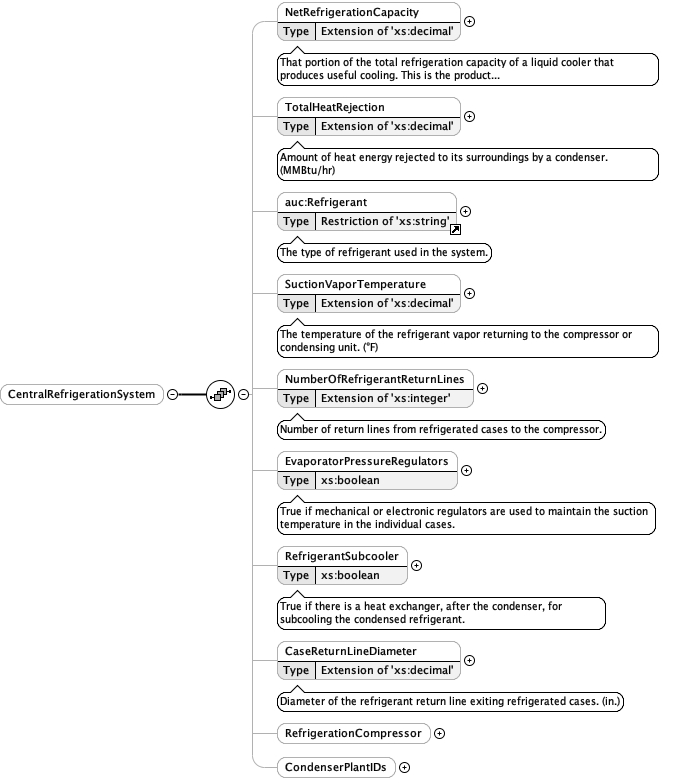 NetRefrigerationCapacity
Type Extension of 'xs:decimal'
That portion of the total refrigeration capacity of a liquid cooler that
produces useful cooling. This is the product...
TotalHeatRejection
Type Extension of 'xs:decimal'
Amount of heat energy rejected to its surroundings by a condenser.
(MMBtu/hr)
auc:Refrigerant
Type Restriction of 'xs:string'
The type of refrigerant used in the system.
SuctionVaporTemperature
Type Extension of 'xs:decimal'
The temperature of the refrigerant vapor returning to the compressor or
condensing unit. (°F)
CentralRefrigerationSystem
NumberOfRefrigerantReturnLines
Type Extension of 'xs:integer'
Number of return lines from refrigerated cases to the compressor.
EvaporatorPressureRegulators
Type xs:boolean
True if mechanical or electronic regulators are used to maintain the suction
temperature in the individual cases.
RefrigerantSubcooler
Type xs:boolean
True if there is a heat exchanger, after the condenser, for
subcooling the condensed refrigerant.
CaseReturnLineDiameter
Type Extension of 'xs:decimal'
Diameter of the refrigerant return line exiting refrigerated cases. (in.)
RefrigerationCompressor
CondenserPlantIDs